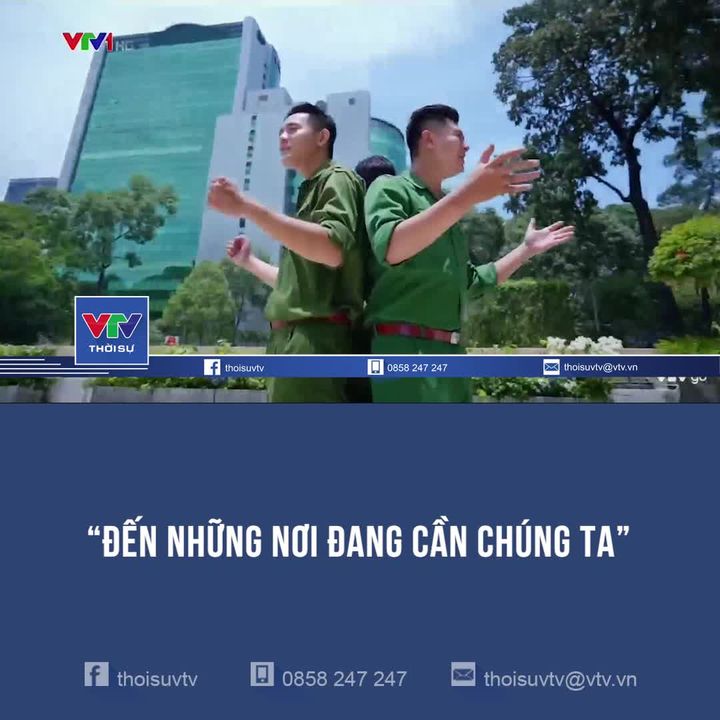 VTV1
VTV
THỜI SỰ
thoisuvtv
0858 247 247
thoisuvtv@vtv.vn
"ĐẾN NHỮNG NƠI ĐANG CẦN CHÚNG TA"
thoisuvtv
0858 247 247
thoisuvtv@vtv.vn